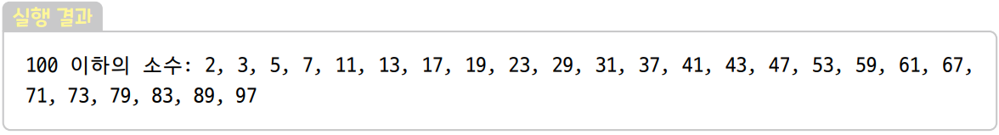 실행 결과
100 이하의 소수: 2, 3, 5, 7, 11, 13, 17, 19, 23, 29, 31, 37, 41, 43, 47, 53, 59, 61, 67,
71, 73, 79, 83, 89, 97